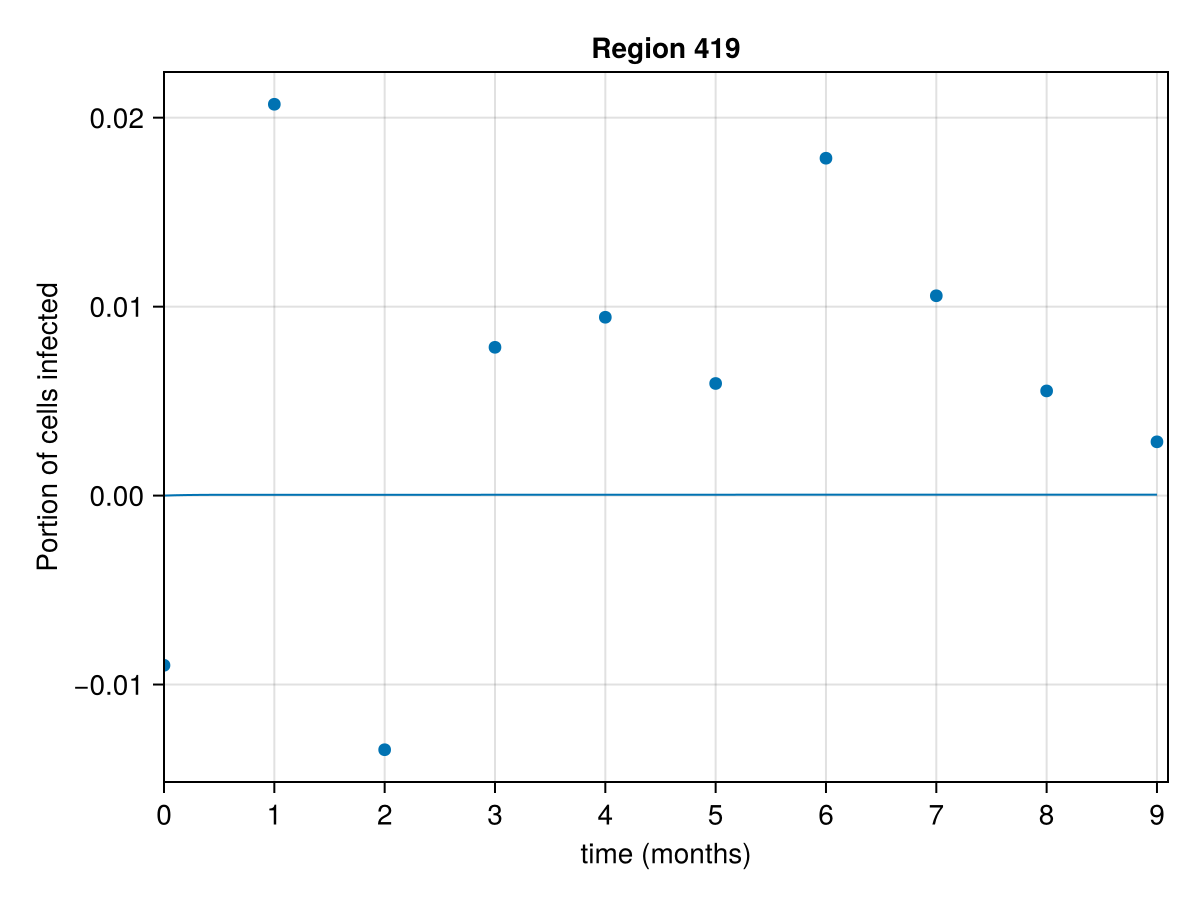 Region 419
0.02
0.01
0.00
−0.01
Portion of cells infected
0 1 2 3 4 5 6 7 8 9
time (months)